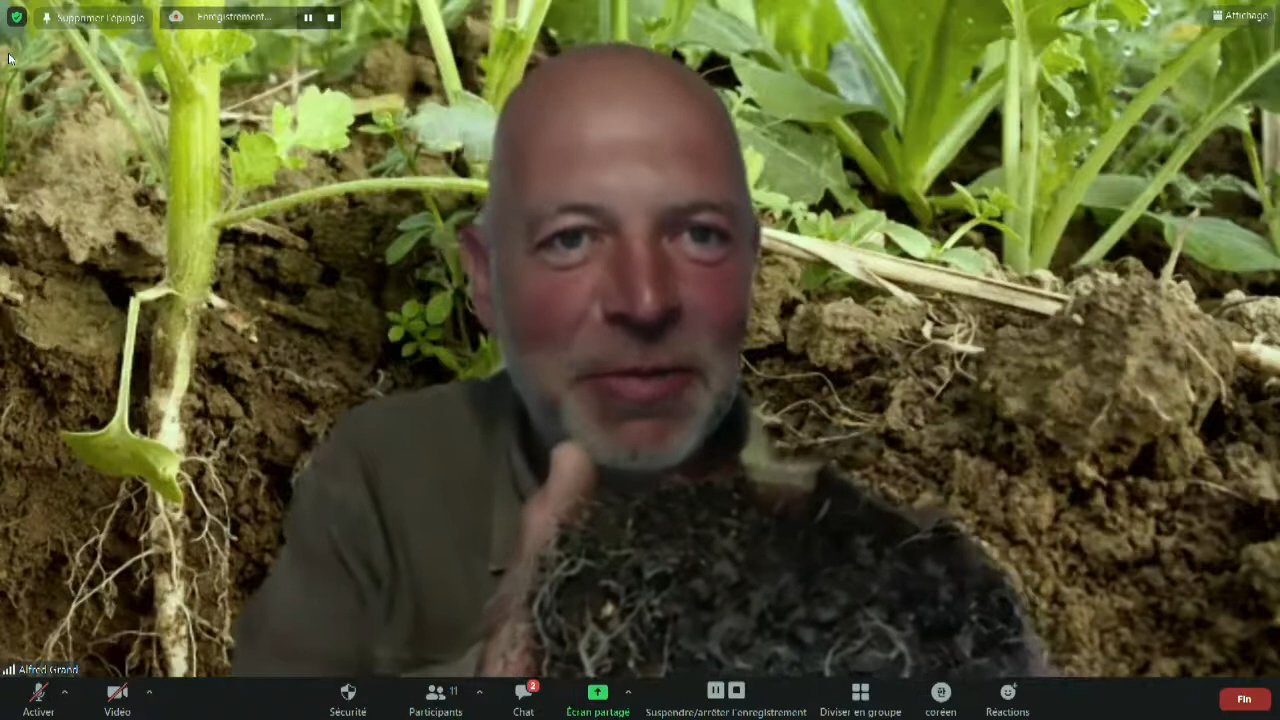 Supprimer l'épingle
Enregistrement...
Affichage
Alfred Grand
Activer
Vidéo
Sécurité
Participants
11
Chat
2
Écran partagé
Suspendre/arrêter l'enregistrement
Diviser en groupe
coréen
Réactions
Fin